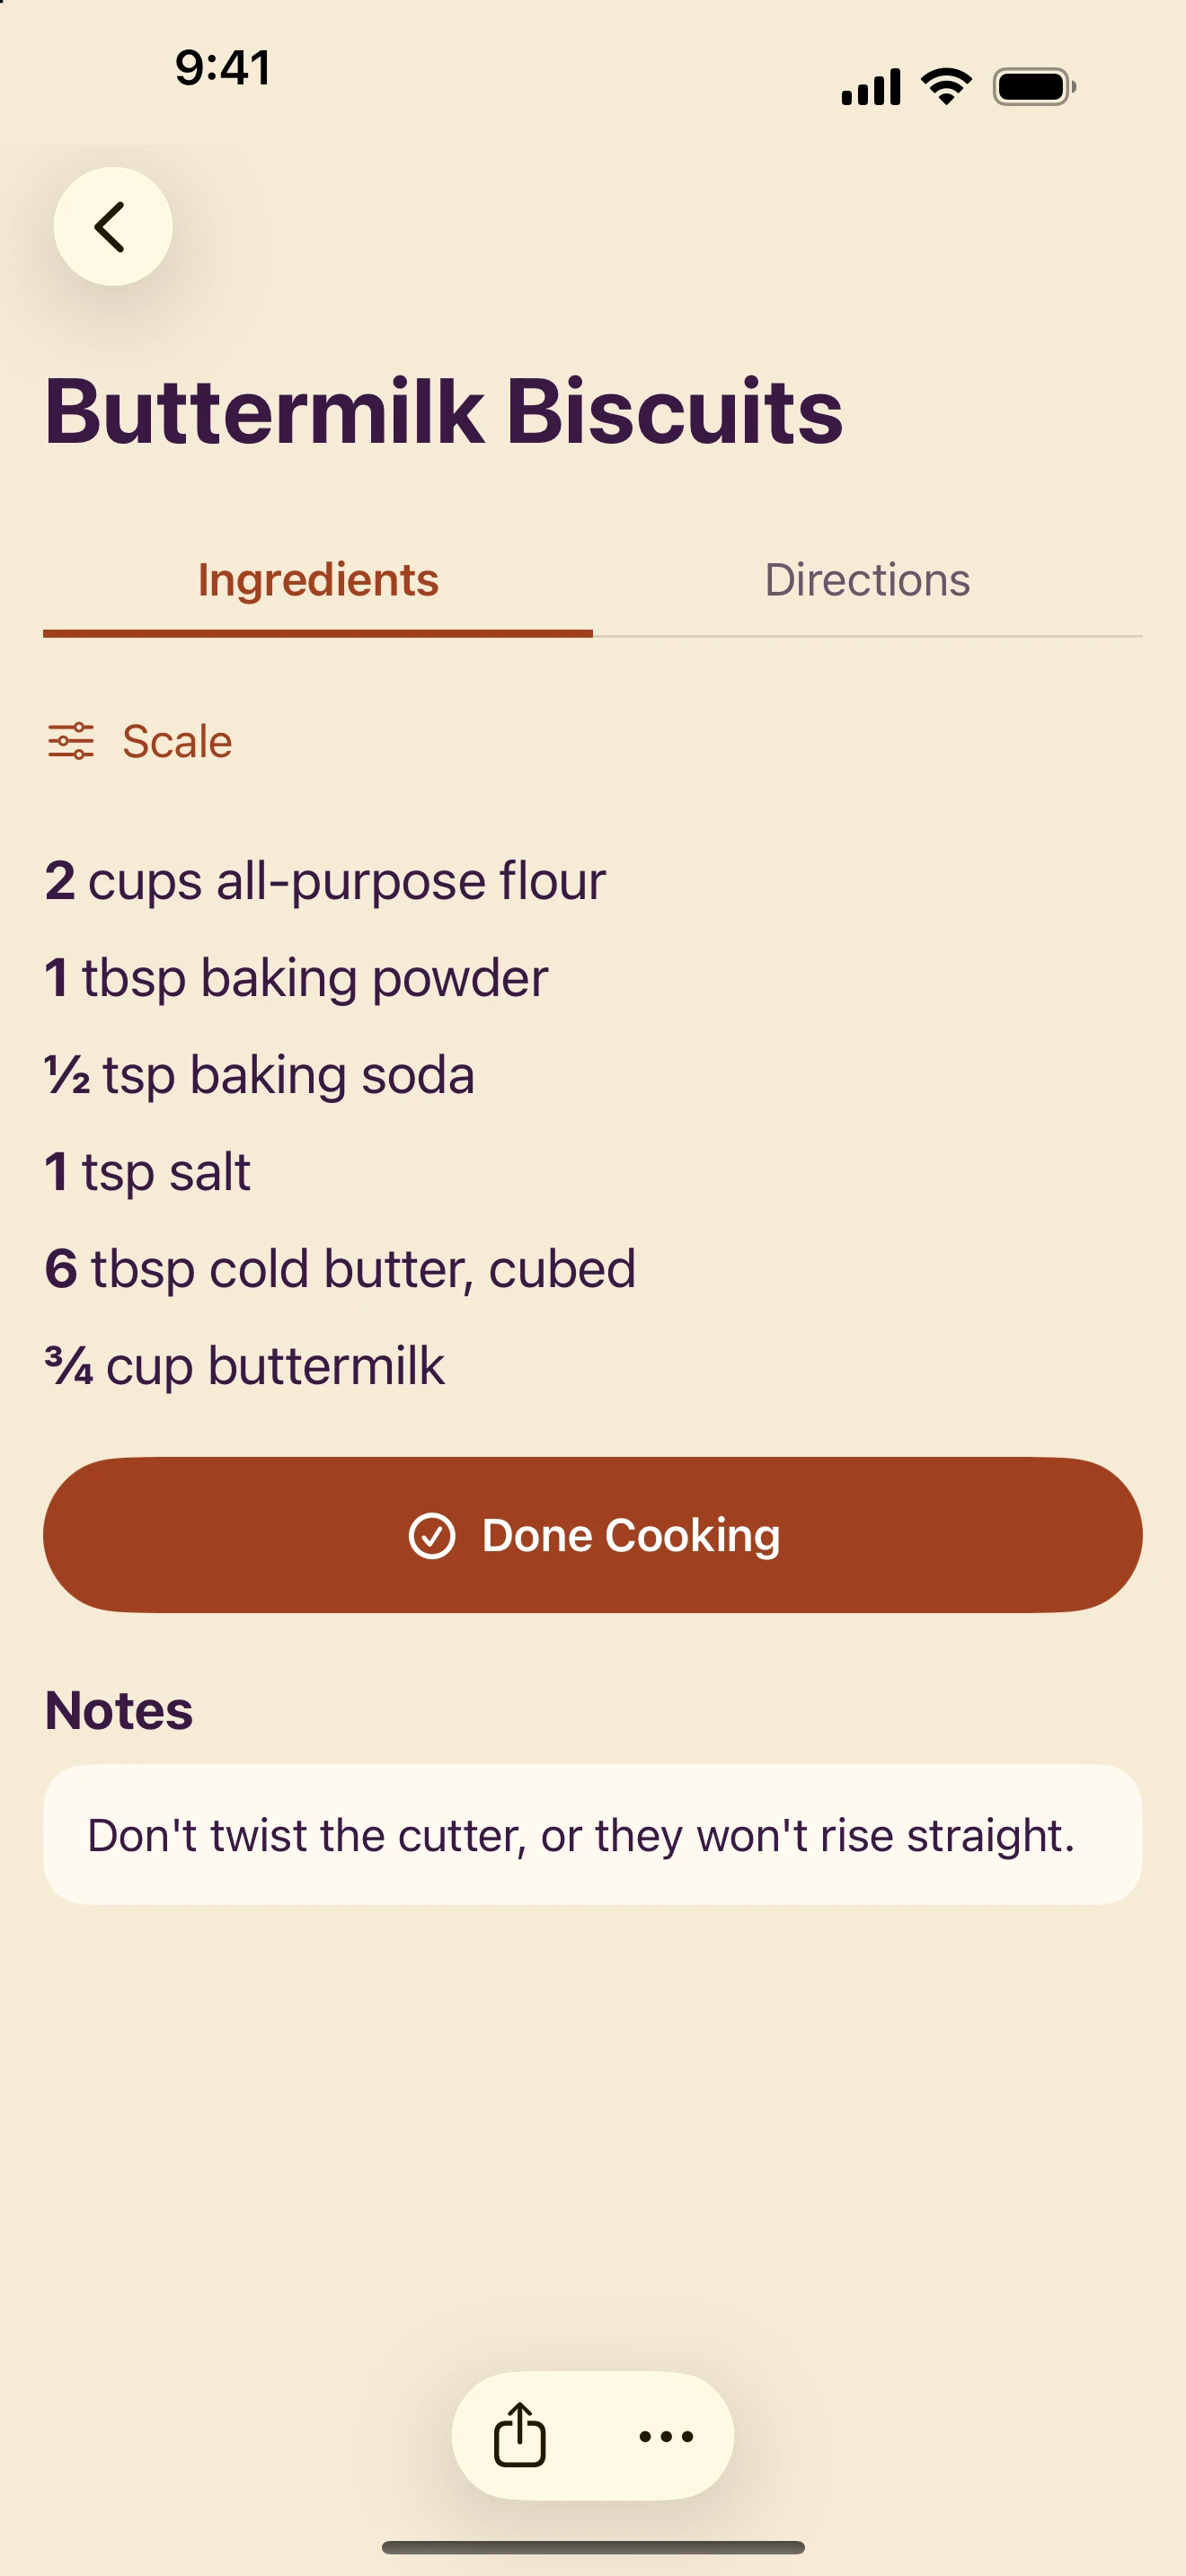 9:41
Buttermilk Biscuits
Ingredients
Directions
Scale
2 cups all-purpose flour
1 tbsp baking powder
½ tsp baking soda
1 tsp salt
6 tbsp cold butter, cubed
¾ cup buttermilk
Done Cooking
Notes
Don't twist the cutter, or they won't rise straight.